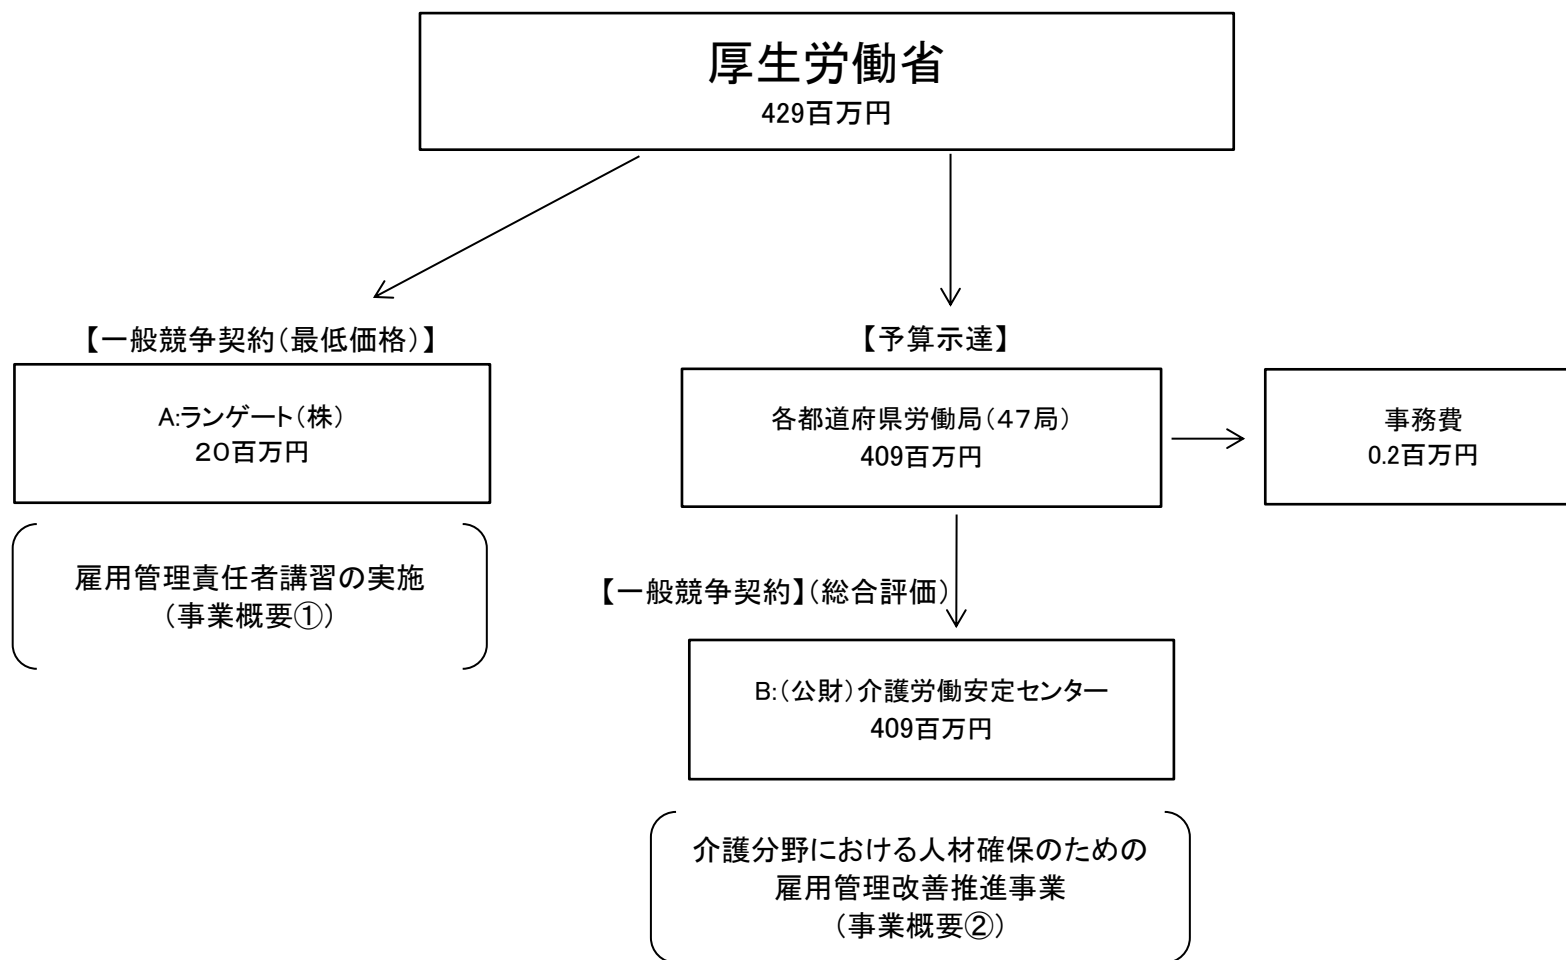 厚生労働省
429百万円
【一般競争契約(最低価格)】
A:ランゲート(株)
20百万円
雇用管理責任者講習の実施
(事業概要①)
【予算示達】
各都道府県労働局(47局)
409百万円
事務費
0.2百万円
【一般競争契約】(総合評価)
B:(公財)介護労働安定センター
409百万円
介護分野における人材確保のための
雇用管理改善推進事業
(事業概要②)